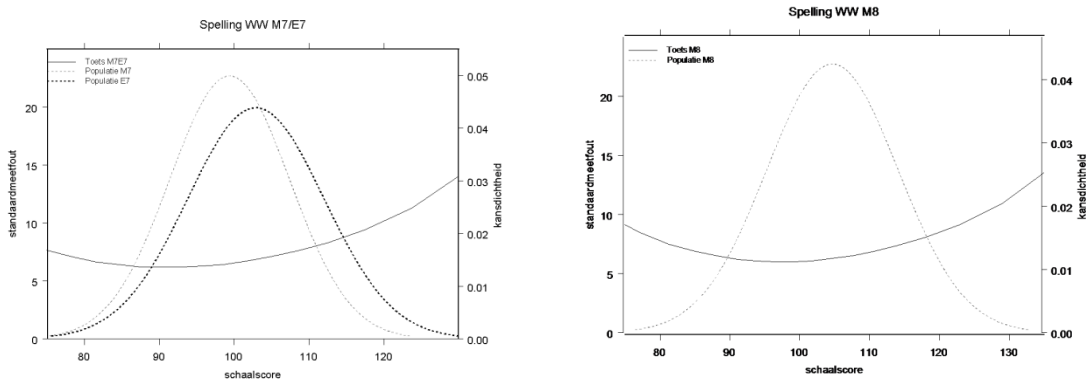 Spelling WW M7/E7
Toets M7E7
Populatie M7
Populatie E7
standaardmeetfout
20
15
10
5
0
0.05
0.04
0.03
0.02
0.01
0.00
kansdichtheid
80 90 100 110 120
schaalscore
Spelling WW M8
Toets M8
Populatie M8
standaardmeetfout
20
15
10
5
0
0.04
0.03
0.02
0.01
0.00
kansdichtheid
80 90 100 110 120 130
schaalscore